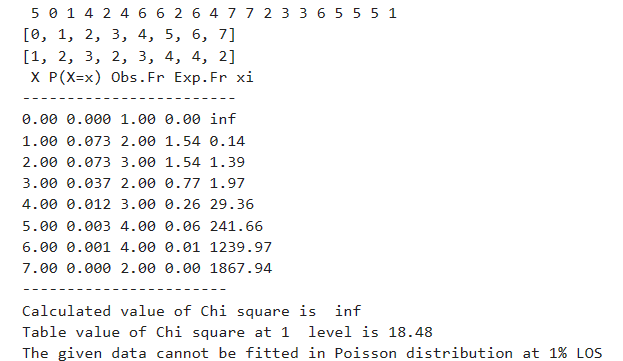 5 0 1 4 2 4 6 6 2 6 4 7 7 2 3 3 6 5 5 5 1
[0, 1, 2, 3, 4, 5, 6, 7]
[1, 2, 3, 2, 3, 4, 4, 2]
X P(X=x) Obs.Fr Exp.Fr xi
------------------------
0.00 0.000 1.00 0.00 inf
1.00 0.073 2.00 1.54 0.14
2.00 0.073 3.00 1.54 1.39
3.00 0.037 2.00 0.77 1.97
4.00 0.012 3.00 0.26 29.36
5.00 0.003 4.00 0.06 241.66
6.00 0.001 4.00 0.01 1239.97
7.00 0.000 2.00 0.00 1867.94
-----------------------
Calculated value of Chi square is  inf
Table value of Chi square at 1  level is 18.48
The given data cannot be fitted in Poisson distribution at 1% LOS